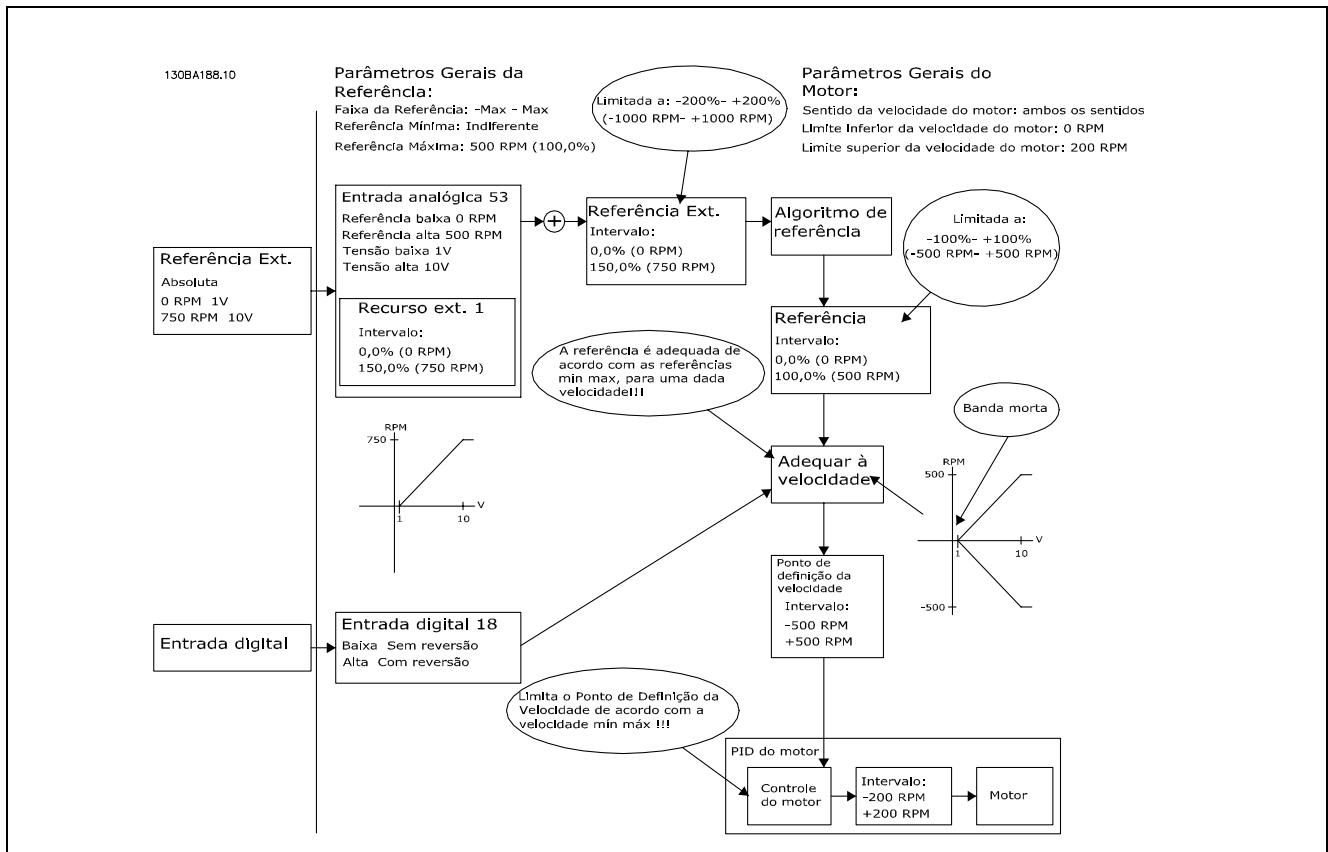 130BA188.10
Parâmetros Gerais da
Referência:
Faixa da Referência: -Max - Max
Referência Mínima: Indiferente
Referência Máxima: 500 RPM (100,0%)
Limitada a: -200%- +200%
(-1000 RPM- +1000 RPM)
Parâmetros Gerais do
Motor:
Sentido da velocidade do motor: ambos os sentidos
Limite Inferior da velocidade do motor: 0 RPM
Limite superior da velocidade do motor: 200 RPM
Referência Ext.
Absoluta
0 RPM 1V
750 RPM 10V
Entrada analógica 53
Referência baixa 0 RPM
Referência alta 500 RPM
Tensão baixa 1V
Tensão alta 10V
Recurso ext. 1
Intervalo:
0,0% (0 RPM)
150,0% (750 RPM)
Referência Ext.
Intervalo:
0,0% (0 RPM)
150,0% (750 RPM)
Algoritmo de
referência
Limitada a:
-100%- +100%
(-500 RPM- +500 RPM)
Referência
Intervalo:
0,0% (0 RPM)
100,0% (500 RPM)
A referência é adequada de
acordo com as referências
min max, para uma dada
velocidade!!!
Banda morta
RPM
750
1
10
V
Adequar à
velocidade
RPM
500
1
10
V
-500
Ponto de
definição da
velocidade
Intervalo:
-500 RPM
+500 RPM
Entrada digital
Entrada digital 18
Baixa Sem reversão
Alta Com reversão
Limita o Ponto de Definição da
Velocidade de acordo com a
velocidade mín máx !!!
PID do motor
Controle
do motor
Intervalo:
-200 RPM
+200 RPM
Motor